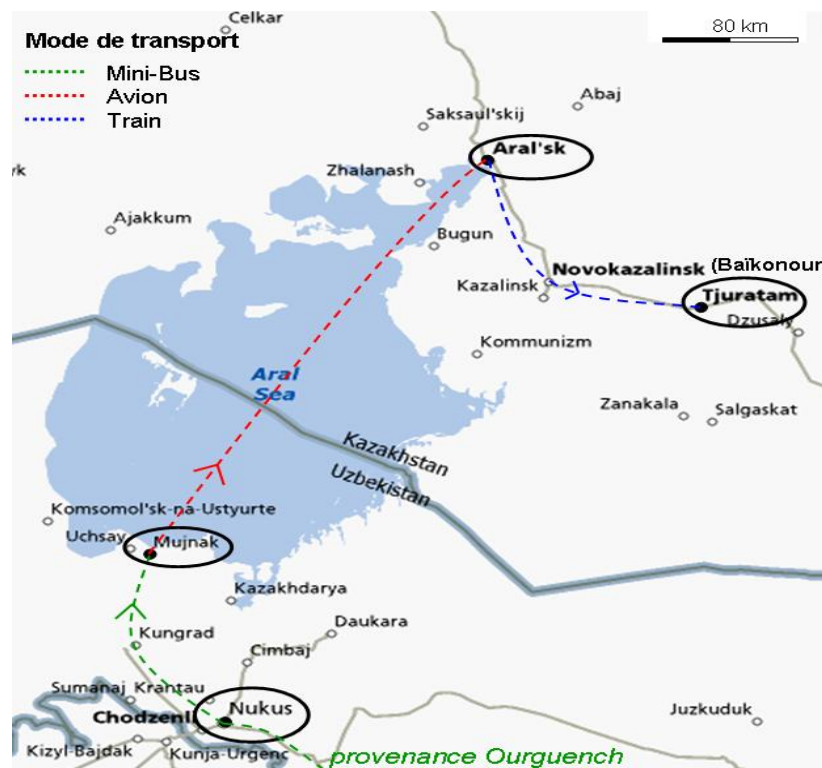 Celkar
80 km
Mode de transport
Mini-Bus
Avion
Train
Abaj
Saksaul'skij
Aral'sk
Zhalanash
yk
Ajakkum
Bugun
Novokazalinsk (Baïkonour
Kazalinsk
Tjuratam
Dzusaly
Kommunizm
Aral
Sea
Zanakala
Salgaskat
Kazakhstan
Uzbekistan
Komsomol'sk-na-Ustyurte
Uchsay
Mujnak
Kazakhdarya
Daukara
Kungrad
Cimbaj
Sumanaj
Krantau
Nukus
Chodzenli
Juzkuduk
Kizyl-Bajdak
Kunja-Urgenc
provenance Ourguench